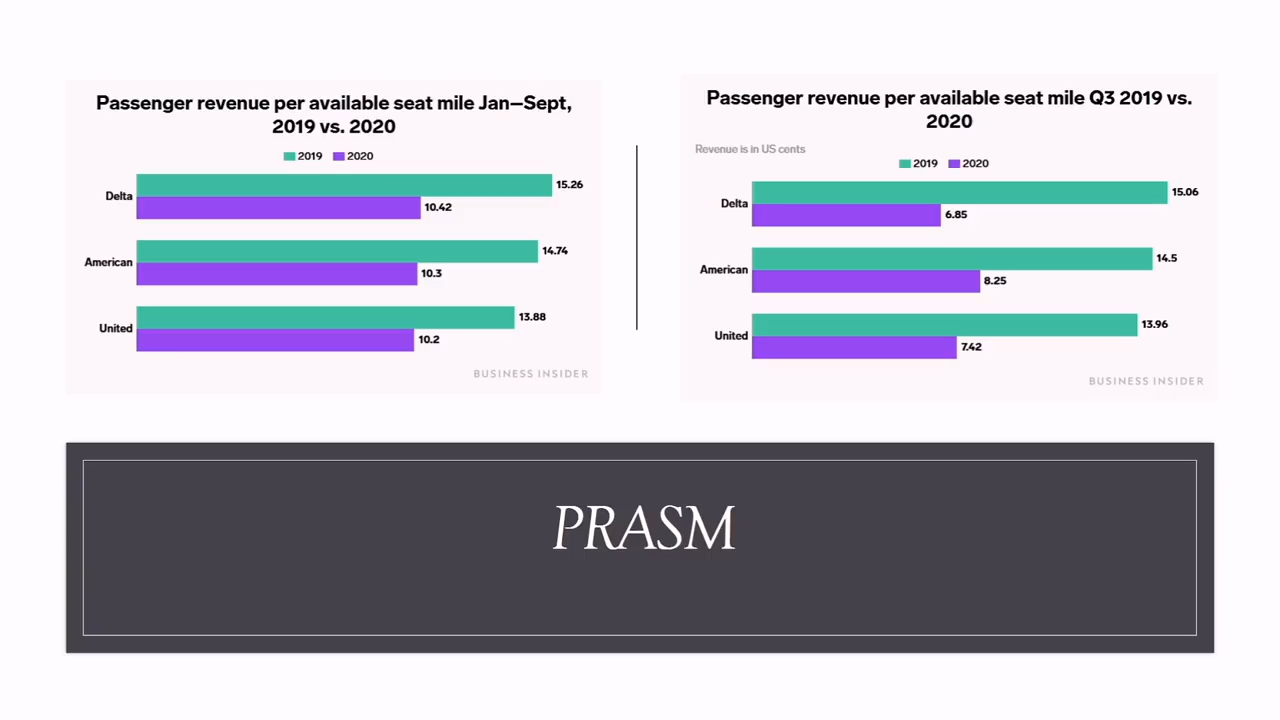 Passenger revenue per available seat mile Jan–Sept,
2019 vs. 2020
2019 2020
Delta
15.26
10.42
American
14.74
10.3
United
13.88
10.2
BUSINESS INSIDER
Passenger revenue per available seat mile Q3 2019 vs.
2020
Revenue is in US cents
2019 2020
Delta
15.06
6.85
American
14.5
8.25
United
13.96
7.42
BUSINESS INSIDER
PRASM